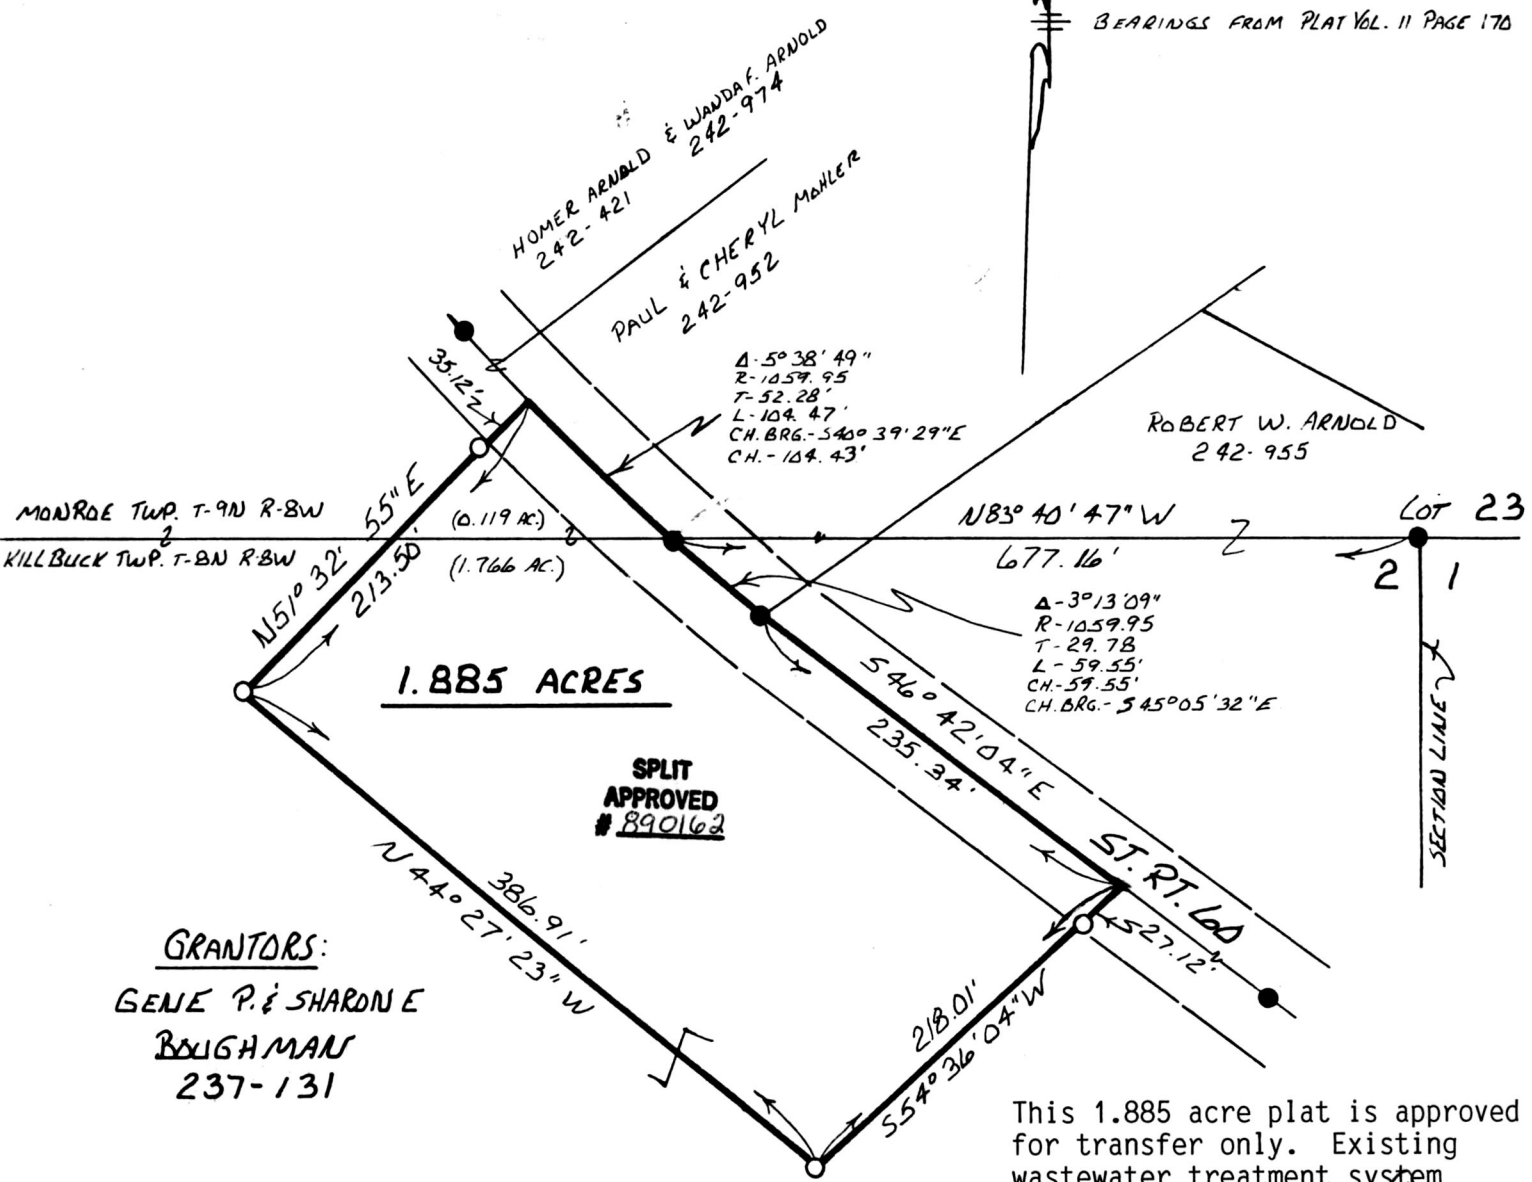 BEARINGS FROM PLAT VOL. 11 PAGE 170
HOMER ARNOLD & WANDA F. ARNOLD
242-421
242-974
PAUL & CHERYL MOHLER
242-952
35.12'
Δ-5°38'49"
R-1059.95
T-52.28'
L-104.47'
CH.BRG.-S40°39'29"E
CH.-104.43'
ROBERT W. ARNOLD
242-955
MONROE TWP. T-9N R-8W
KILLBUCK TWP. T-8N R-8W
(0.119 AC.)
(1.766 AC.)
N51°32'55"E
213.50'
N83°40'47"W
677.16'
LOT 23
2
1
Δ-3°13'09"
R-1059.95
T-29.78
L-59.55'
CH.-59.55'
CH.BRG.-S45°05'32"E
SECTION LINE
1.885 ACRES
S46°42'04"E
235.34'
SPLIT
APPROVED
# 890162
ST. RT. 60
27.12'
386.91'
N44°27'23"W
218.01'
S54°36'04"W
GRANTORS:
GENE P. & SHARON E
BOUGHMAN
237-131
This 1.885 acre plat is approved
for transfer only. Existing
wastewater treatment system